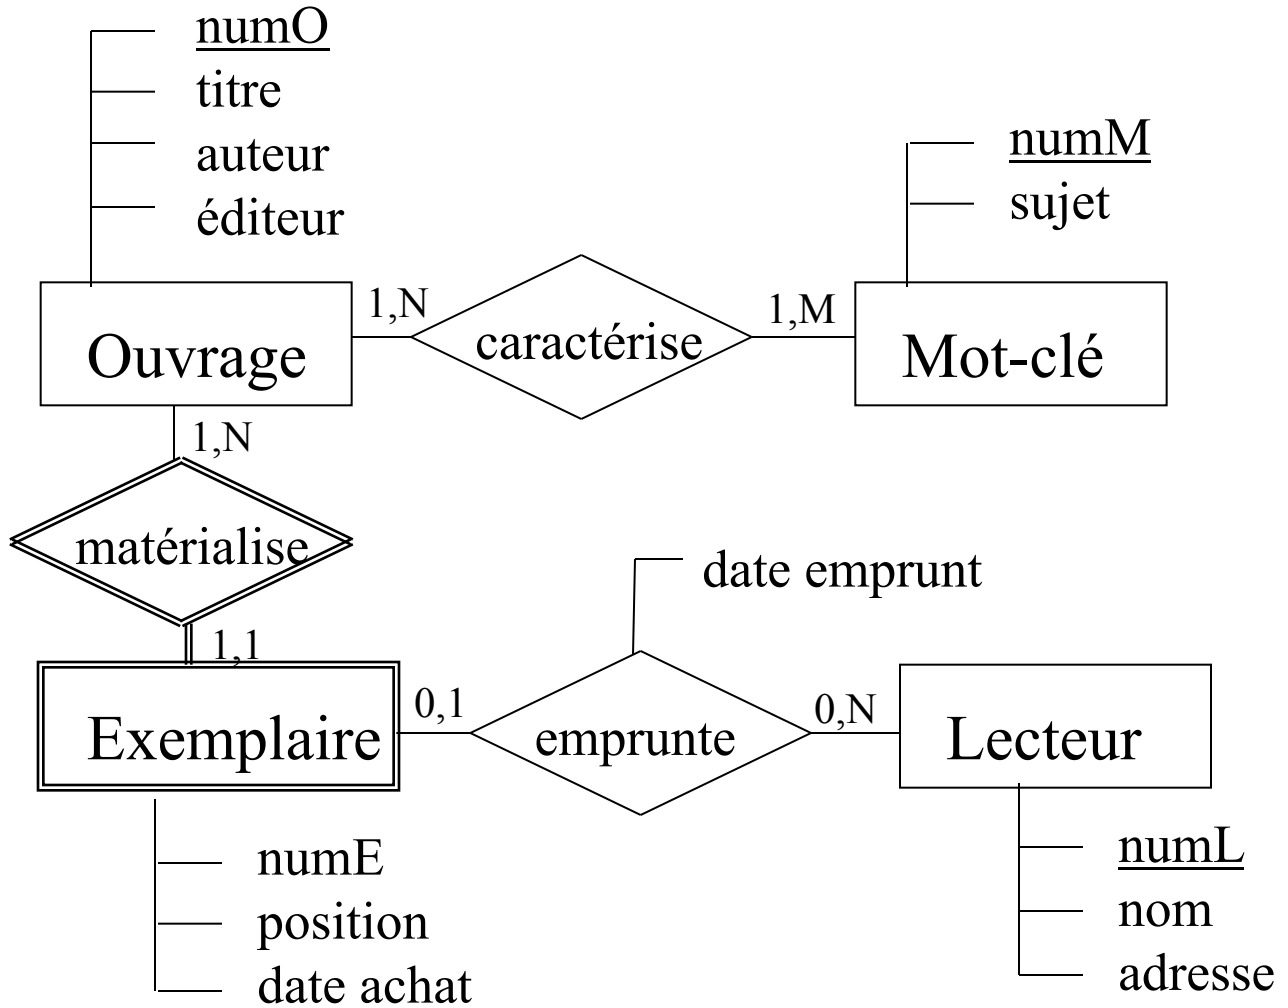 numO
titre
auteur
éditeur
numM
sujet
Ouvrage
1,N
caractérise
1,M
Mot-clé
1,N
matérialise
1,1
date emprunt
Exemplaire
0,1
emprunte
0,N
Lecteur
numE
position
date achat
numL
nom
adresse